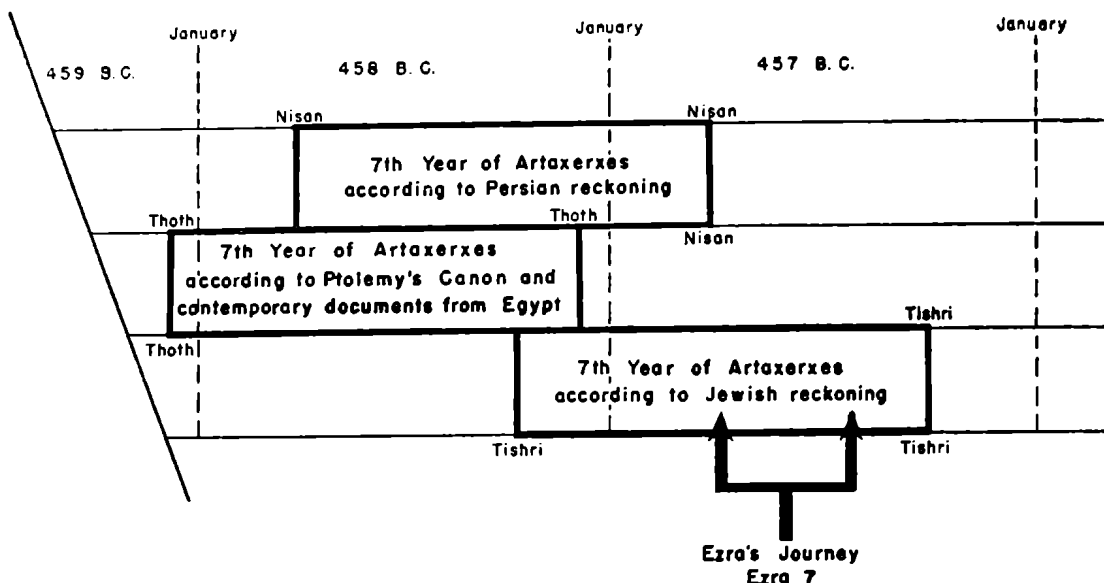 January
January
January
459 B.C.
458 B.C.
457 B.C.
Nisan
Nisan
7th Year of Artaxerxes
according to Persian reckoning
Thoth
Thoth
Nisan
7th Year of Artaxerxes
according to Ptolemy's Canon and
contemporary documents from Egypt
Tishri
Thoth
7th Year of Artaxerxes
according to Jewish reckoning
Tishri
Tishri
Ezra's Journey
Ezra 7